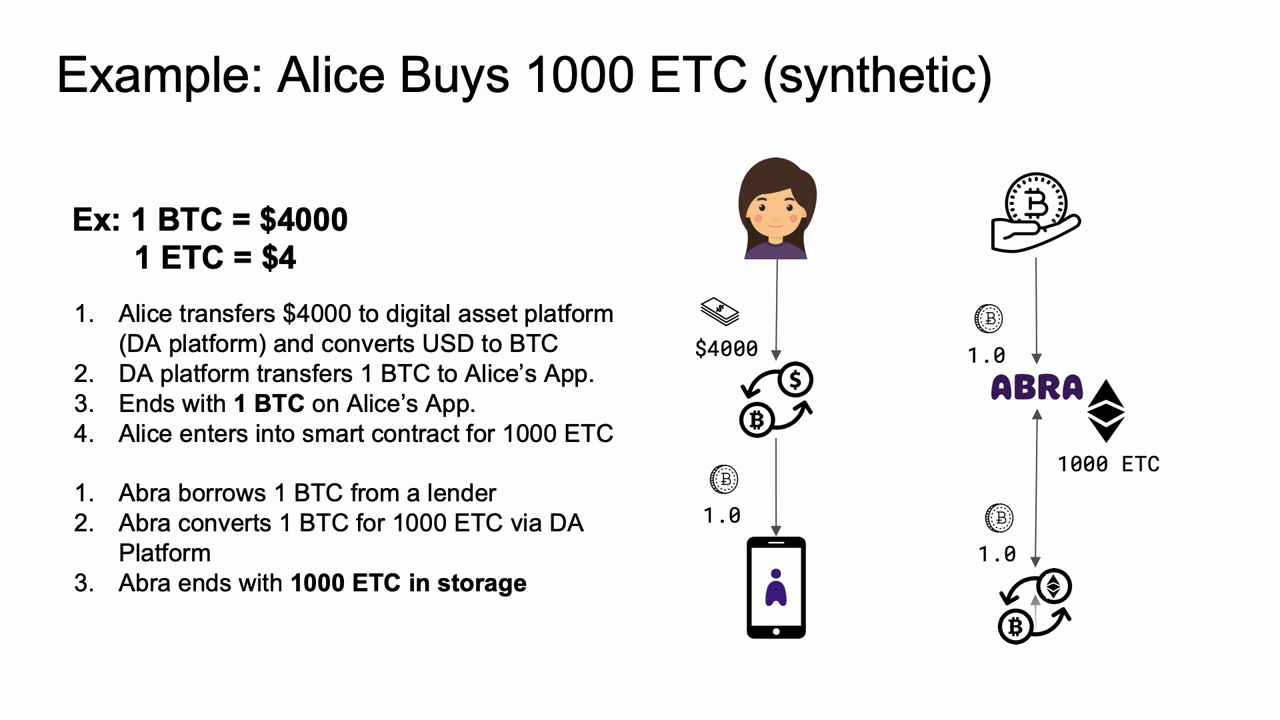 Example: Alice Buys 1000 ETC (synthetic)
Ex: 1 BTC = $4000
1 ETC = $4
1. Alice transfers $4000 to digital asset platform
(DA platform) and converts USD to BTC
2. DA platform transfers 1 BTC to Alice’s App.
3. Ends with 1 BTC on Alice’s App.
4. Alice enters into smart contract for 1000 ETC
1. Abra borrows 1 BTC from a lender
2. Abra converts 1 BTC for 1000 ETC via DA
Platform
3. Abra ends with 1000 ETC in storage
$4000
1.0
1.0
ABRA
1000 ETC
1.0